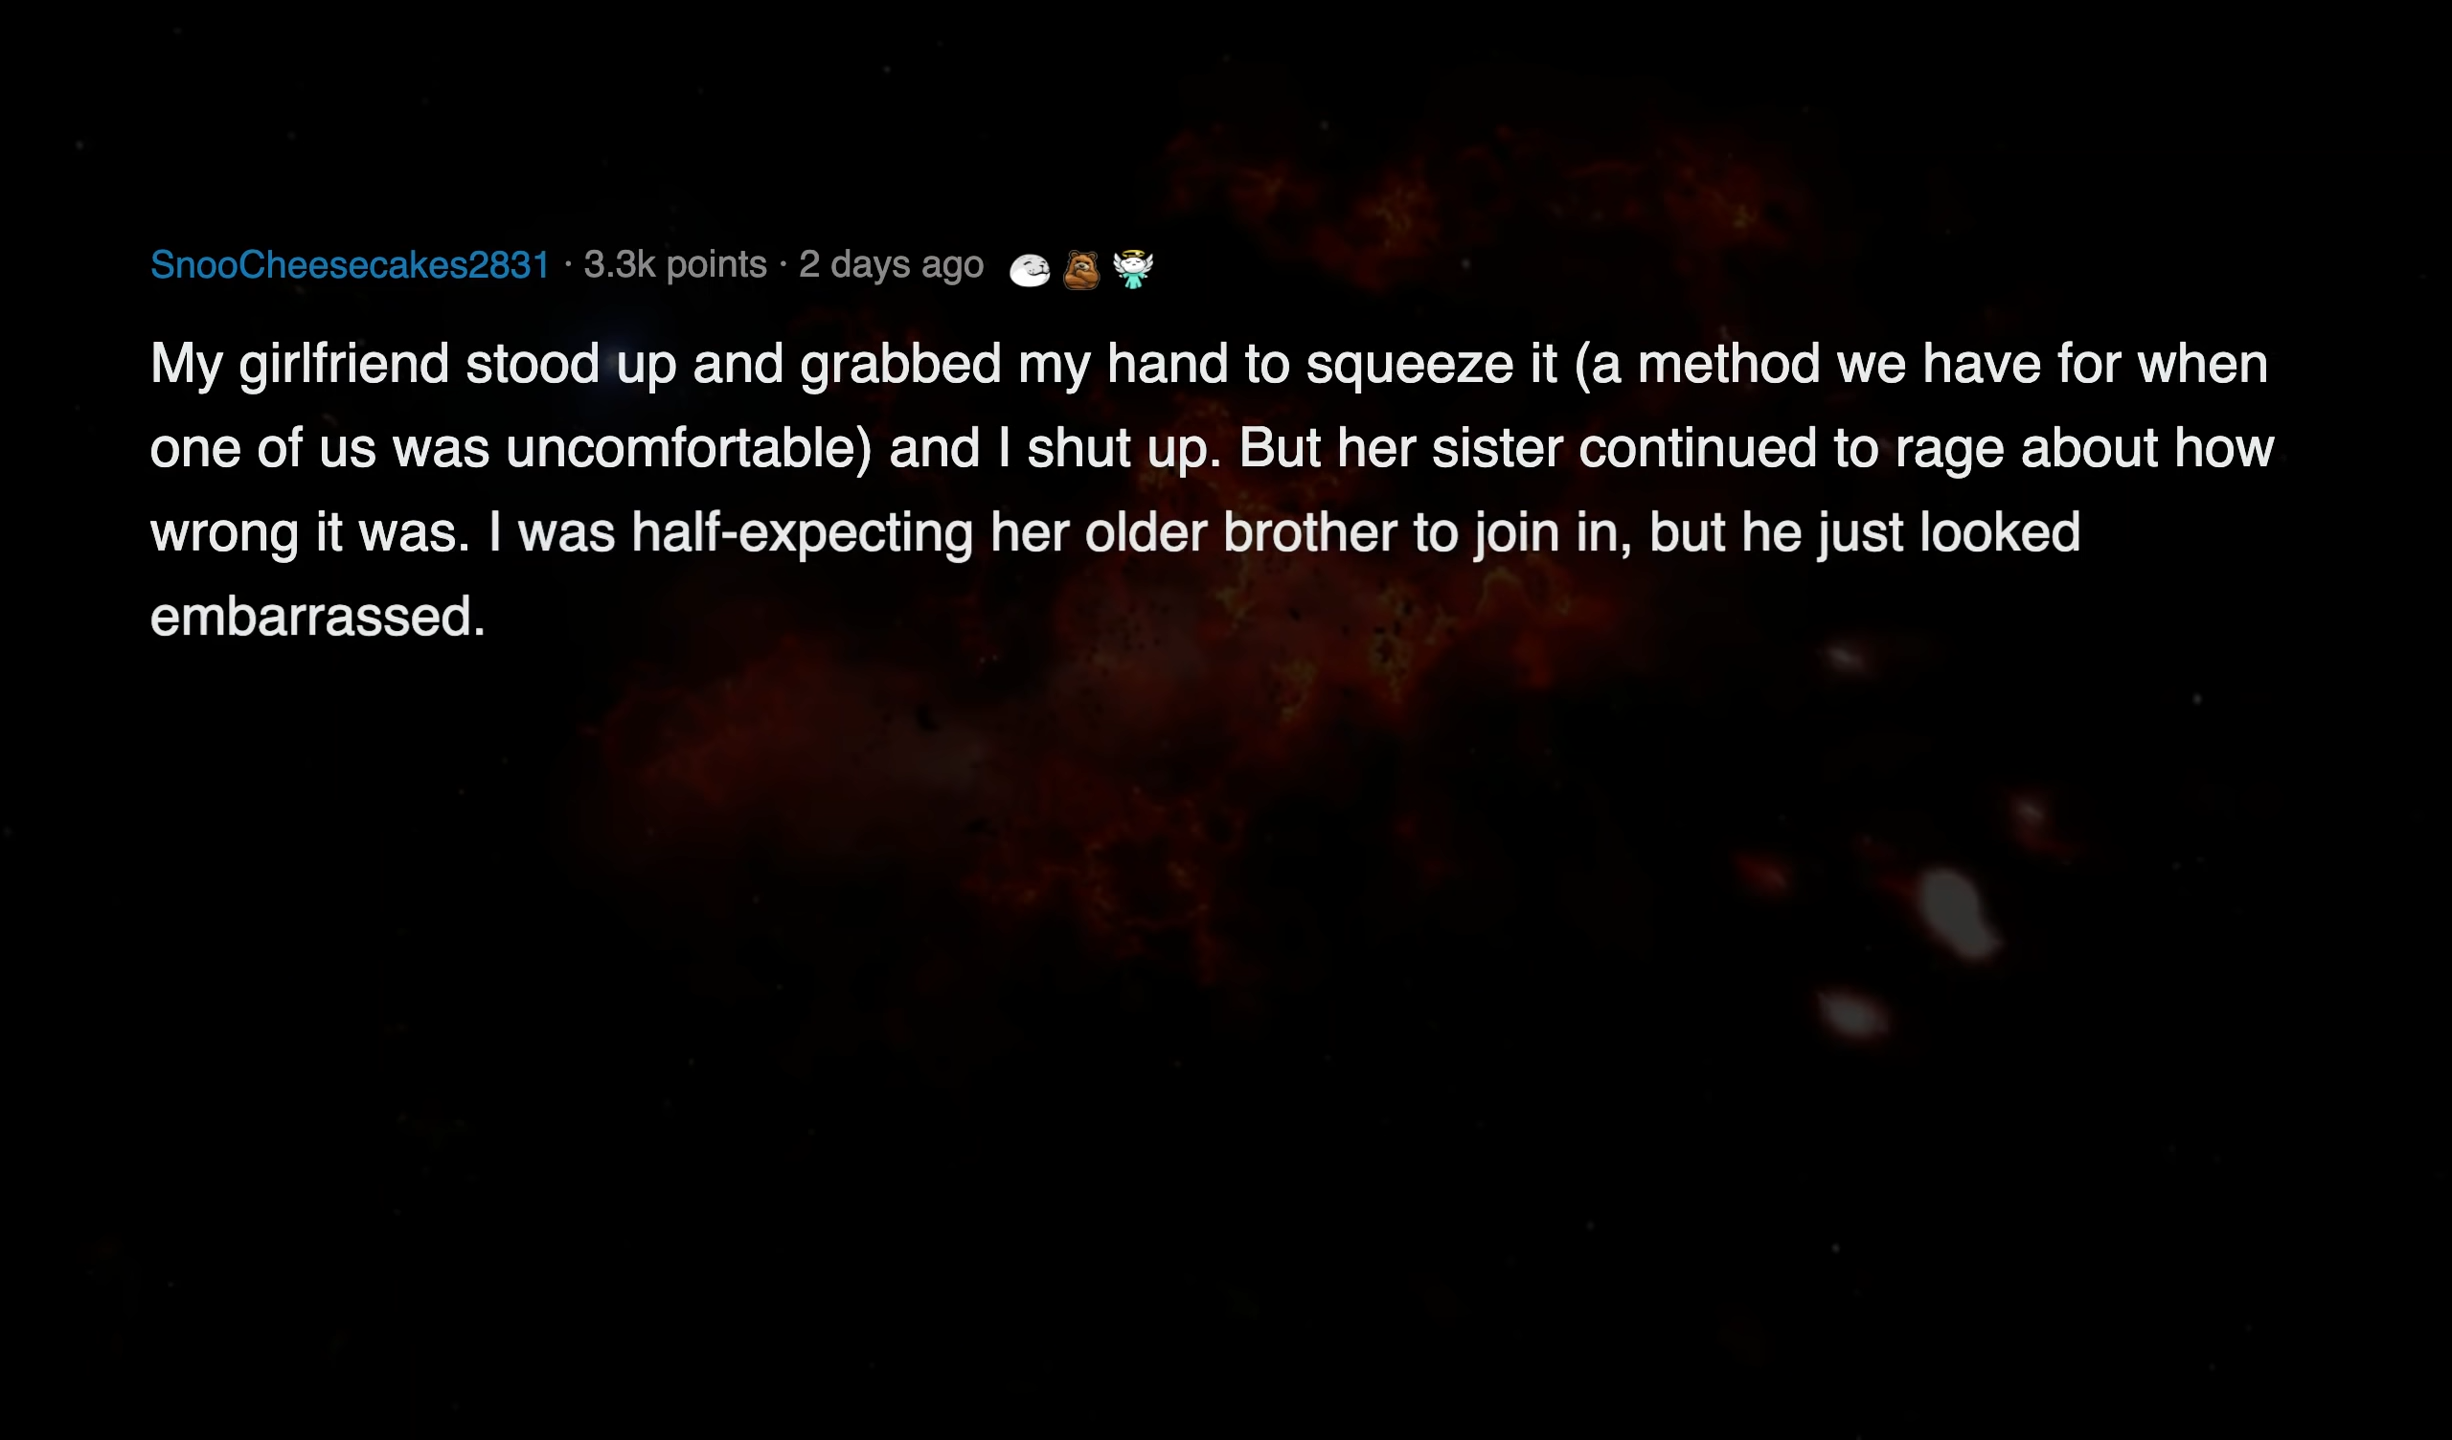 SnooCheesecakes2831 · 3.3k points · 2 days ago
My girlfriend stood up and grabbed my hand to squeeze it (a method we have for when
one of us was uncomfortable) and I shut up. But her sister continued to rage about how
wrong it was. I was half-expecting her older brother to join in, but he just looked
embarrassed.